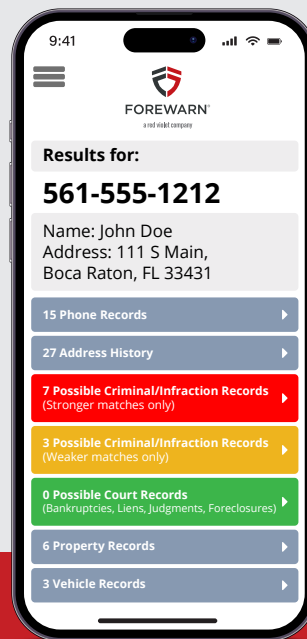 9:41
FOREWARN®
a red violet company
Results for:
561-555-1212
Name: John Doe
Address: 111 S Main,
Boca Raton, FL 33431
15 Phone Records
27 Address History
7 Possible Criminal/Infraction Records
(Stronger matches only)
3 Possible Criminal/Infraction Records
(Weaker matches only)
0 Possible Court Records
(Bankruptcies, Liens, Judgments, Foreclosures)
6 Property Records
3 Vehicle Records